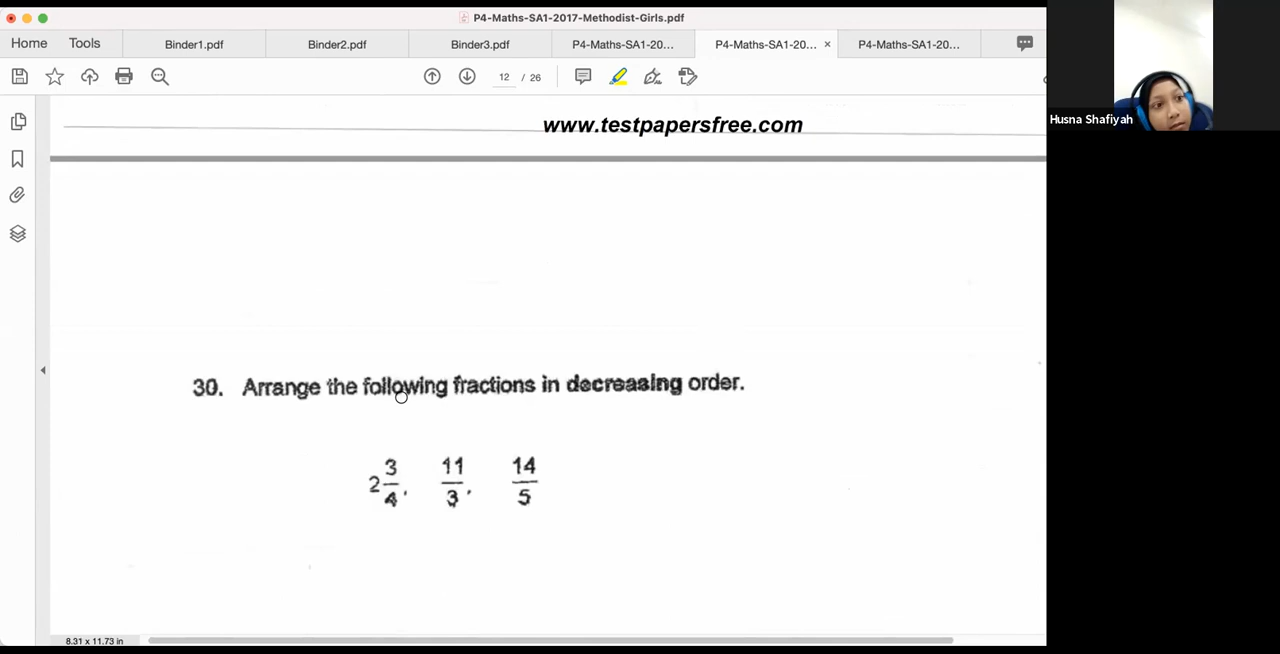 P4-Maths-SA1-2017-Methodist-Girls.pdf
Home Tools Binder1.pdf Binder2.pdf Binder3.pdf P4-Maths-SA1-20... P4-Maths-SA1-20... × P4-Maths-SA1-20...
12 / 26
Husna Shafiyah
www.testpapersfree.com
30. Arrange the following fractions in decreasing order.
2 3/4, 11/3, 14/5
8.31 x 11.73 in